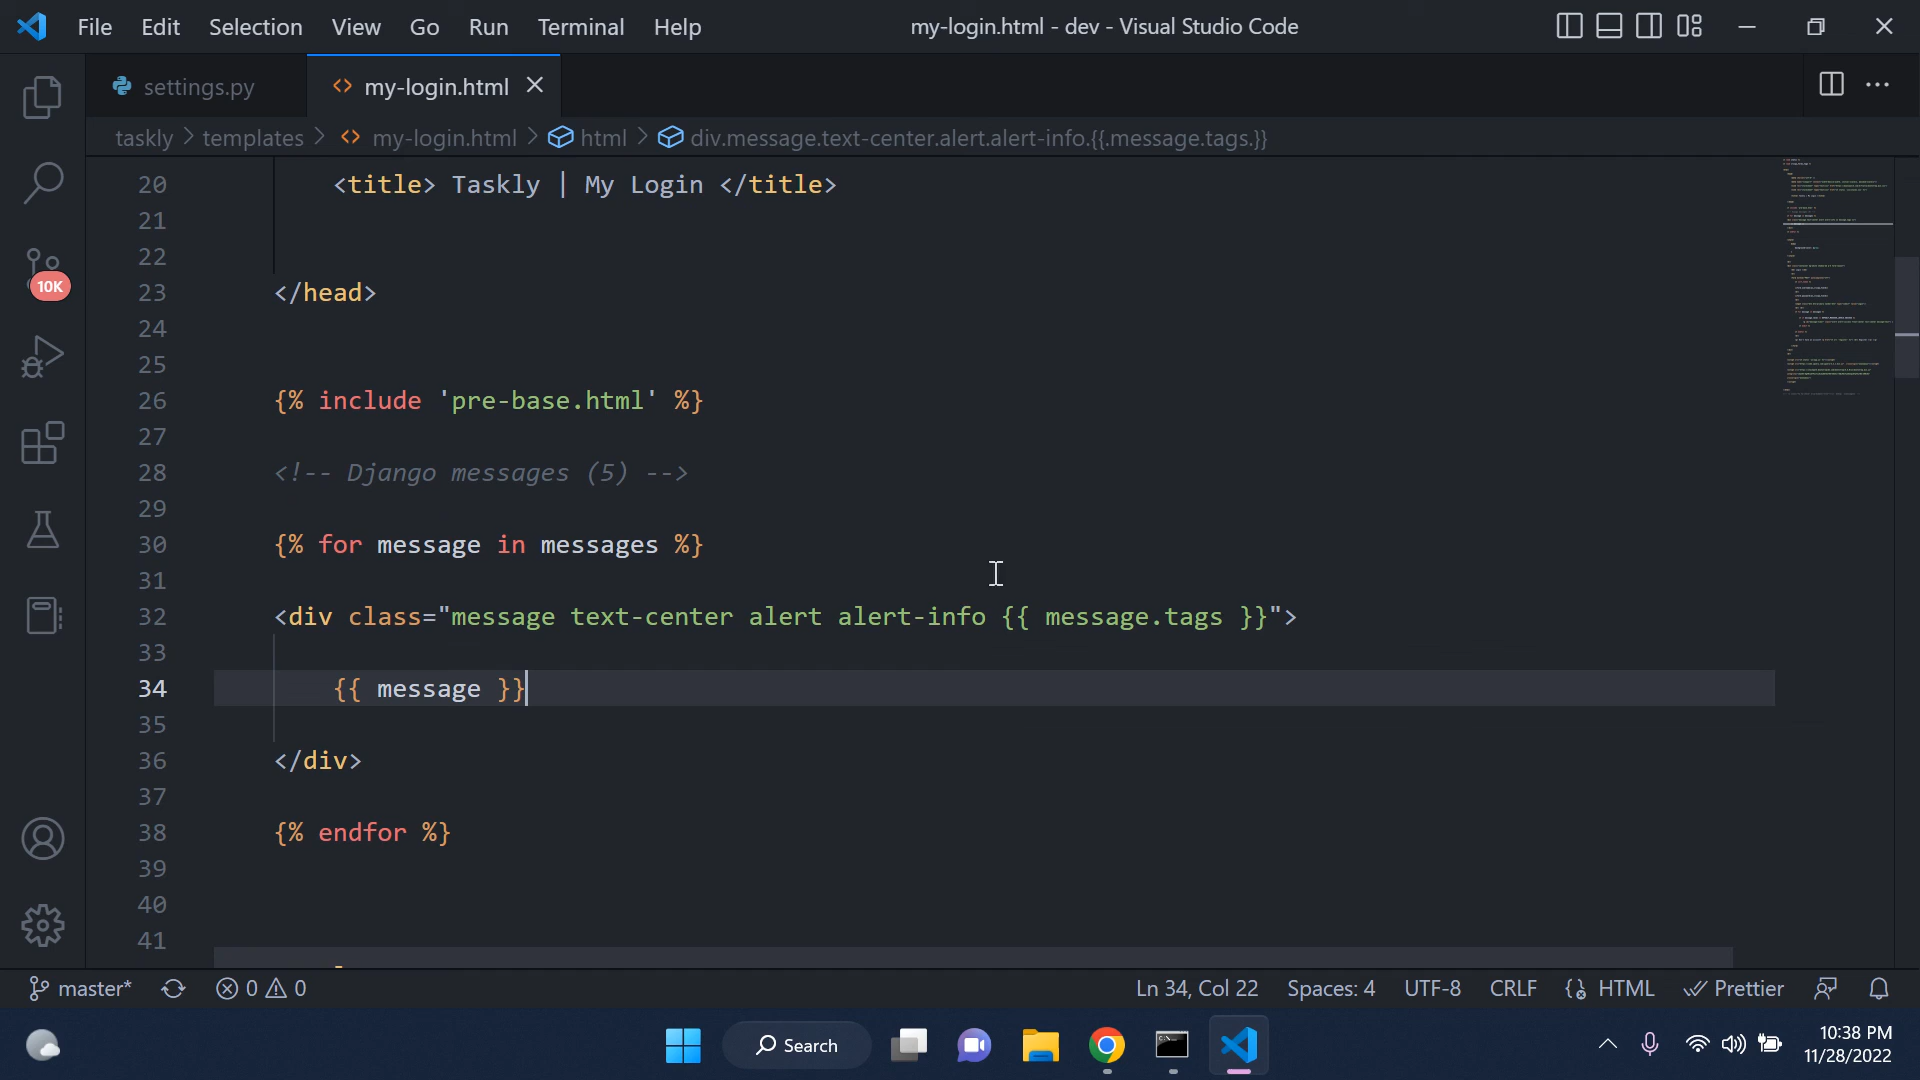 File Edit Selection View Go Run Terminal Help my-login.html - dev - Visual Studio Code
settings.py my-login.html
taskly > templates > my-login.html > html > div.message.text-center.alert.alert-info.{{.message.tags.}}
20 <title> Taskly | My Login </title>
21
22
23 </head>
24
25
26 {% include 'pre-base.html' %}
27
28 <!-- Django messages (5) -->
29
30 {% for message in messages %}
31
32 <div class="message text-center alert alert-info {{ message.tags }}">
33
34 {{ message }}
35
36 </div>
37
38 {% endfor %}
39
40
41
10K
master* 0 0 Ln 34, Col 22 Spaces: 4 UTF-8 CRLF HTML Prettier
Search
10:38 PM
11/28/2022